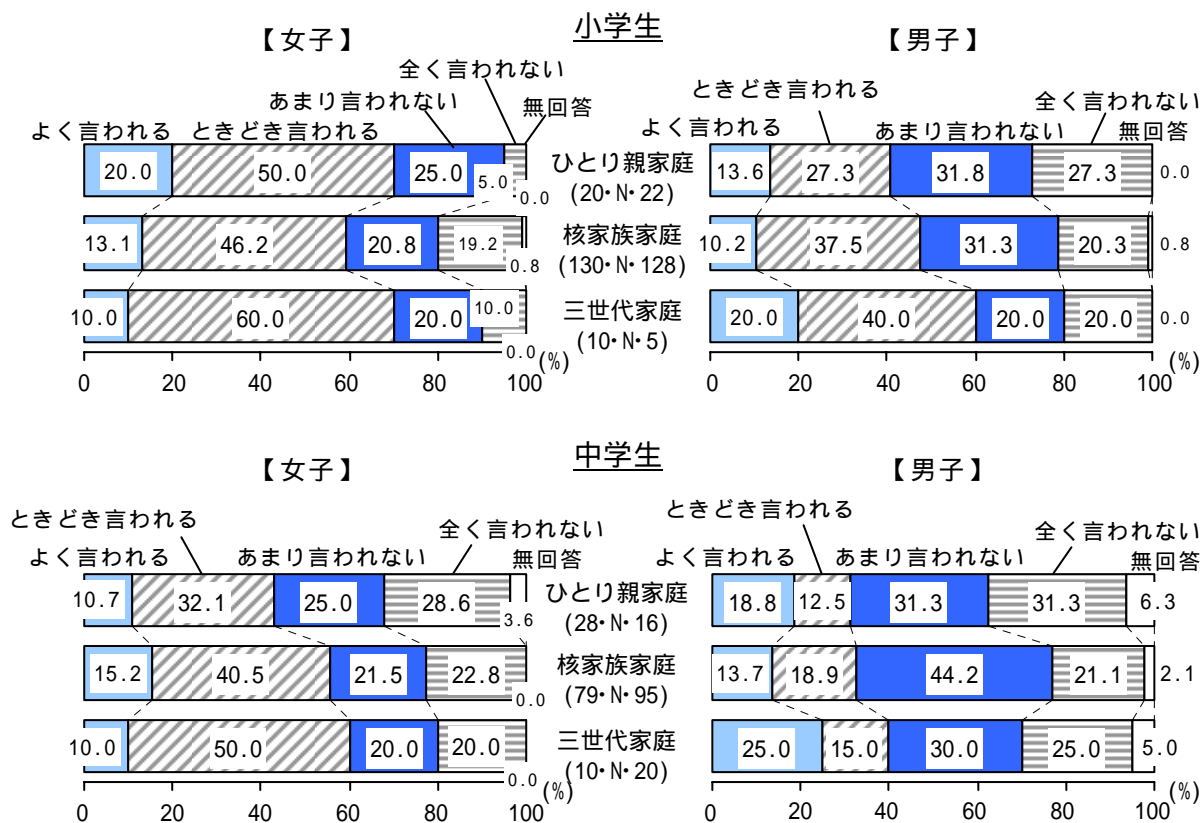 小学生
【女子】
【男子】
全く言われない
あまり言われない
無回答
よく言われる ときどき言われる
ときどき言われる
全く言われない
よく言われる
あまり言われない
無回答
20.0 50.0 25.0 5.0 0.0
ひとり親家庭
(20・N・22)
13.6 27.3 31.8 27.3 0.0
13.1 46.2 20.8 19.2 0.8
核家族家庭
(130・N・128)
10.2 37.5 31.3 20.3 0.8
10.0 60.0 20.0 10.0 0.0
三世代家庭
(10・N・5)
20.0 40.0 20.0 20.0 0.0
0 20 40 60 80 100 (%)
0 20 40 60 80 100 (%)
中学生
【女子】
【男子】
ときどき言われる
全く言われない
よく言われる
あまり言われない
無回答
ときどき言われる
全く言われない
よく言われる
あまり言われない
無回答
10.7 32.1 25.0 28.6 3.6
ひとり親家庭
(28・N・16)
18.8 12.5 31.3 31.3 6.3
15.2 40.5 21.5 22.8 0.0
核家族家庭
(79・N・95)
13.7 18.9 44.2 21.1 2.1
10.0 50.0 20.0 20.0 0.0
三世代家庭
(10・N・20)
25.0 15.0 30.0 25.0 5.0
0 20 40 60 80 100 (%)
0 20 40 60 80 100 (%)